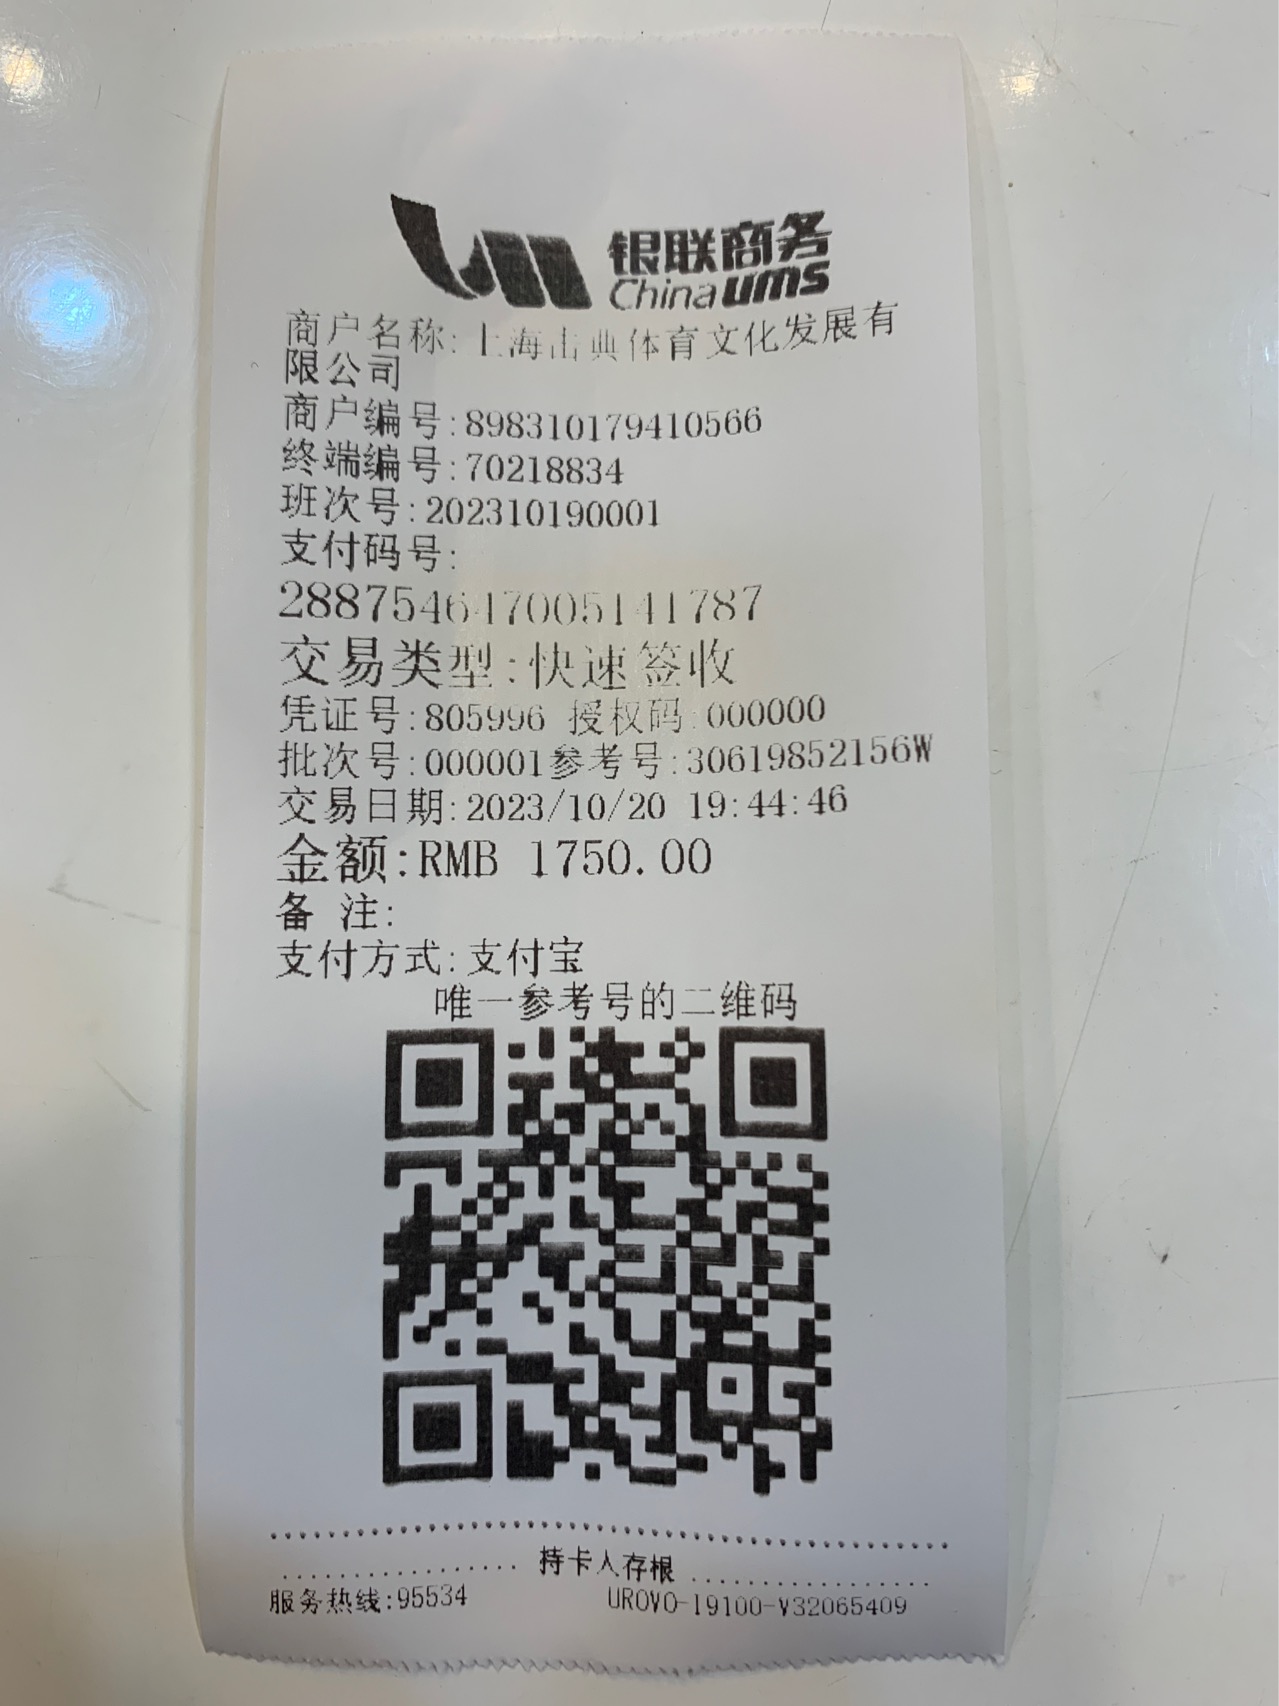 银联商务
Chinaums
商户名称:上海击典体育文化发展有
限公司
商户编号:898310179410566
终端编号:70218834
班次号:202310190001
支付码号:
288754647005141787
交易类型:快速签收
凭证号:805996 授权码:000000
批次号:000001参考号:30619852156W
交易日期:2023/10/20 19:44:46
金额:RMB 1750.00
备 注:
支付方式:支付宝
唯一参考号的二维码
持卡人存根
服务热线:95534 UROVO-I9100-V32065409